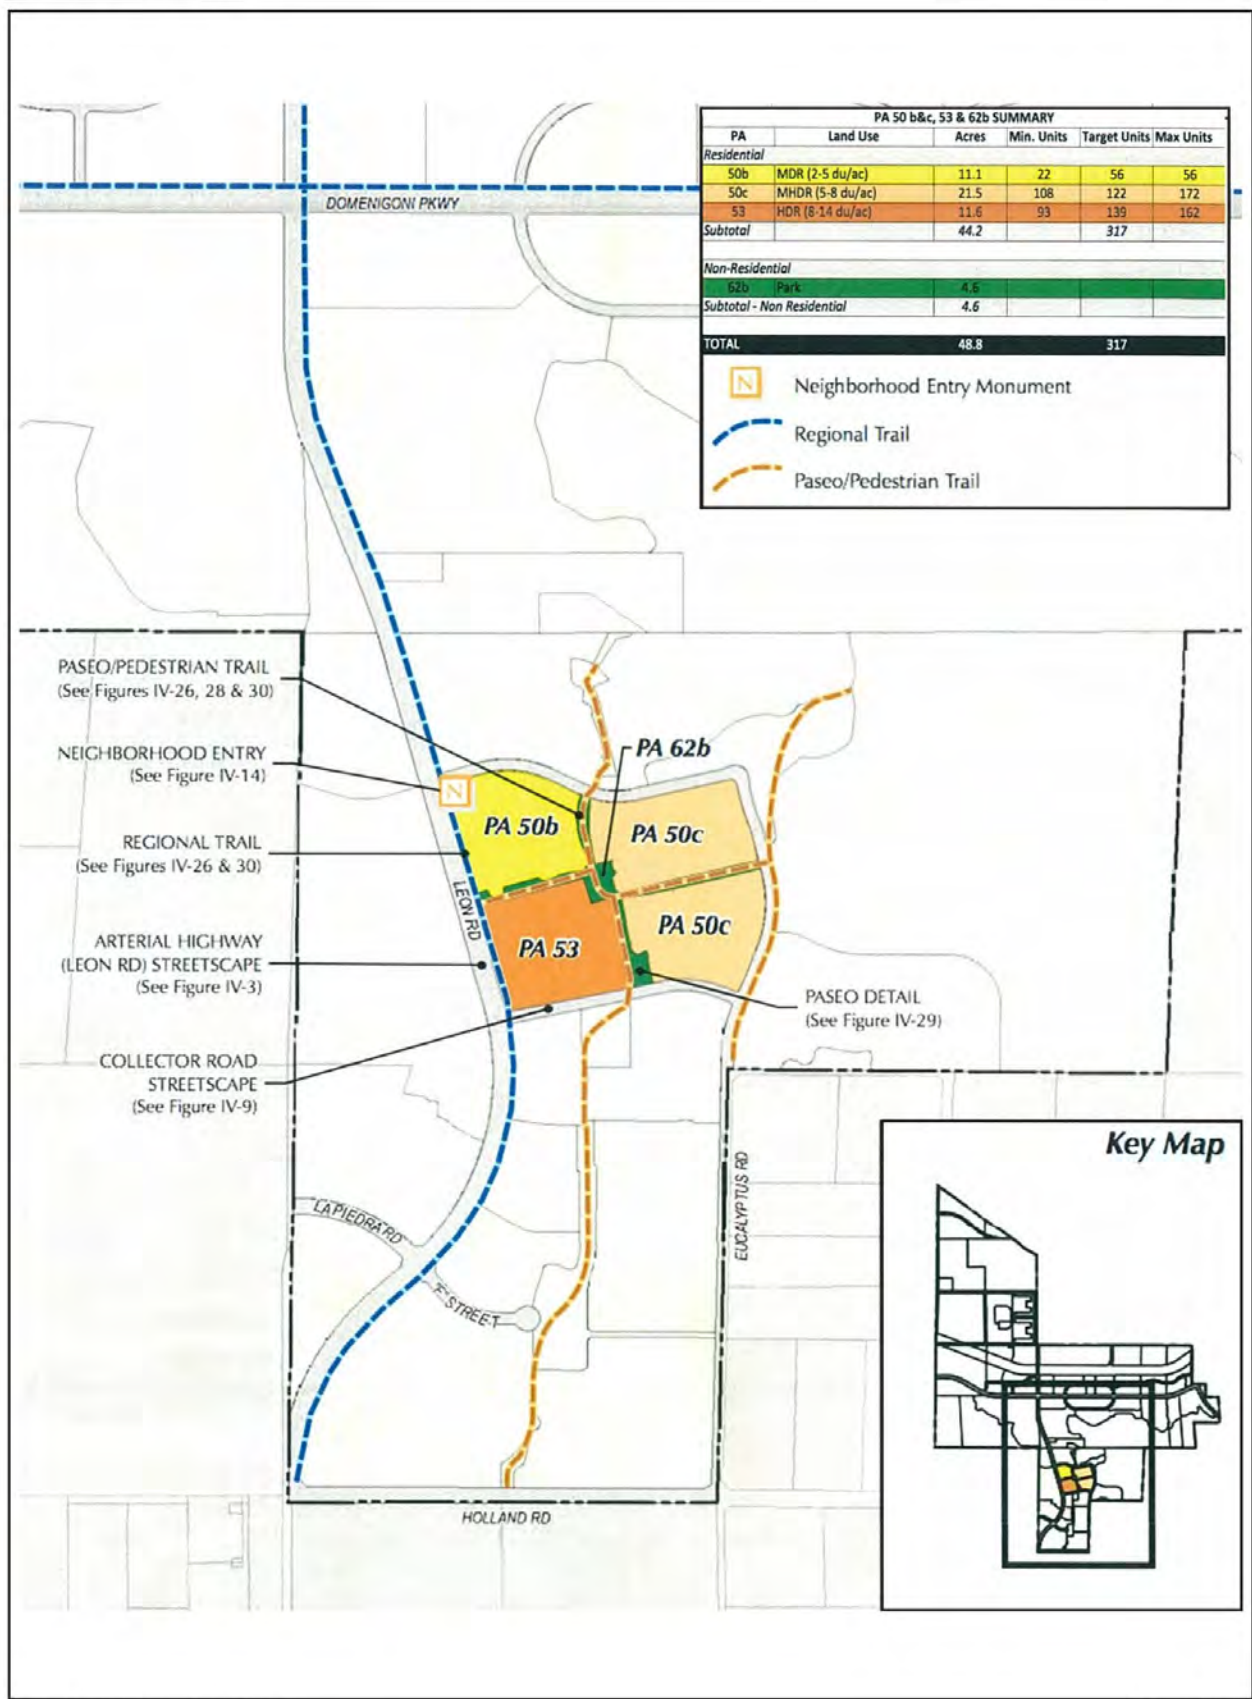 PA 50 b&c, 53 & 62b SUMMARY
PA Land Use Acres Min. Units Target Units Max Units
Residential
50b MDR (2-5 du/ac) 11.1 22 56 56
50c MHDR (5-8 du/ac) 21.5 108 122 172
53 HDR (8-14 du/ac) 11.6 93 139 162
Subtotal 44.2 317
Non-Residential
62b Park 4.6
Subtotal - Non Residential 4.6
TOTAL 48.8 317
N Neighborhood Entry Monument
Regional Trail
Paseo/Pedestrian Trail
DOMENIGONI PKWY
PASEO/PEDESTRIAN TRAIL
(See Figures IV-26, 28 & 30)
NEIGHBORHOOD ENTRY
(See Figure IV-14)
REGIONAL TRAIL
(See Figures IV-26 & 30)
ARTERIAL HIGHWAY
(LEON RD) STREETSCAPE
(See Figure IV-3)
COLLECTOR ROAD
STREETSCAPE
(See Figure IV-9)
N
PA 62b
PA 50b
PA 50c
LEON RD
PA 53
PA 50c
PASEO DETAIL
(See Figure IV-29)
LA PIEDRA RD
"F" STREET
EUCALYPTUS RD
HOLLAND RD
Key Map